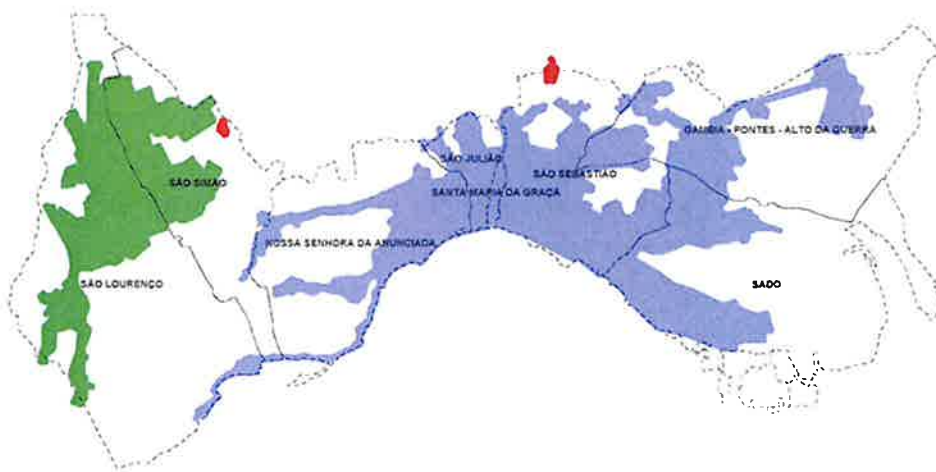 GÂMBIA - PONTES - ALTO DA GUERRA
SÃO JULIÃO
SÃO SEBASTIÃO
SÃO SIMÃO
SANTA MARIA DA GRAÇA
NOSSA SENHORA DA ANUNCIADA
SÃO LOURENÇO
SADO